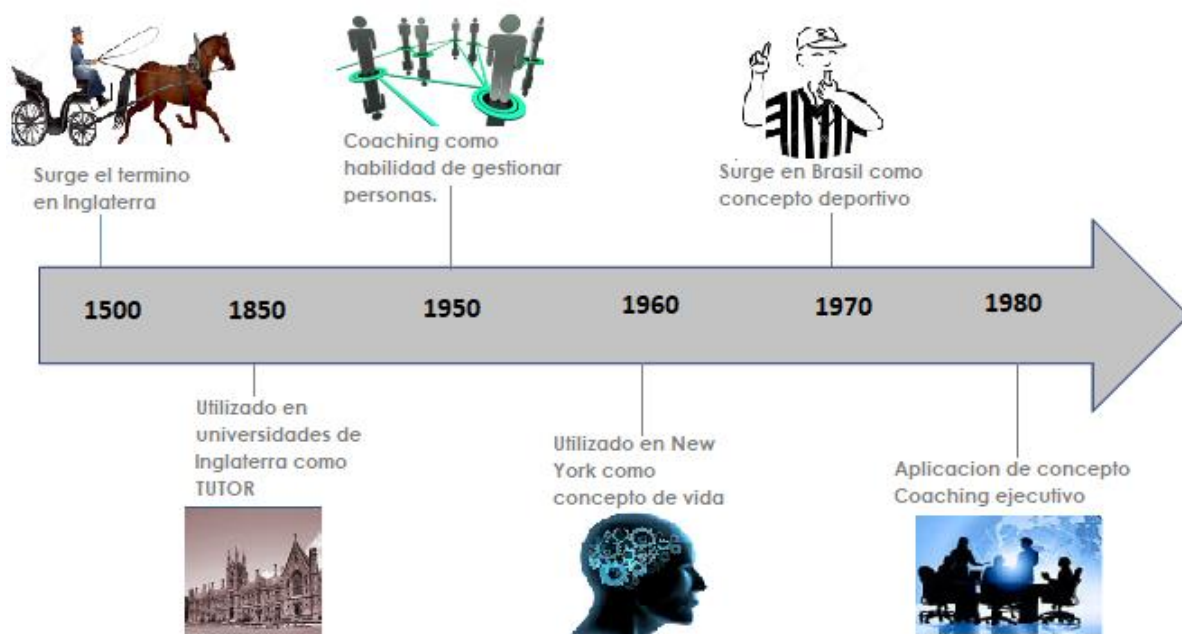 Surge el termino
en Inglaterra
Coaching como
habilidad de gestionar
personas.
Surge en Brasil como
concepto deportivo
1500
1850
1950
1960
1970
1980
Utilizado en
universidades de
Inglaterra como
TUTOR
Utilizado en New
York como
concepto de vida
Aplicacion de concepto
Coaching ejecutivo